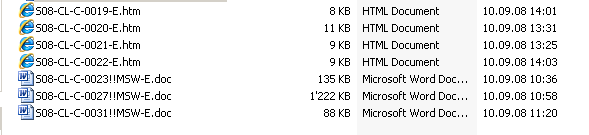 S08-CL-C-0019-E.htm 8 KB HTML Document 10.09.08 14:01
S08-CL-C-0020-E.htm 11 KB HTML Document 10.09.08 13:31
S08-CL-C-0021-E.htm 9 KB HTML Document 10.09.08 13:25
S08-CL-C-0022-E.htm 9 KB HTML Document 10.09.08 14:03
S08-CL-C-0023!!MSW-E.doc 135 KB Microsoft Word Doc... 10.09.08 10:36
S08-CL-C-0027!!MSW-E.doc 1'222 KB Microsoft Word Doc... 10.09.08 10:58
S08-CL-C-0031!!MSW-E.doc 88 KB Microsoft Word Doc... 10.09.08 11:20